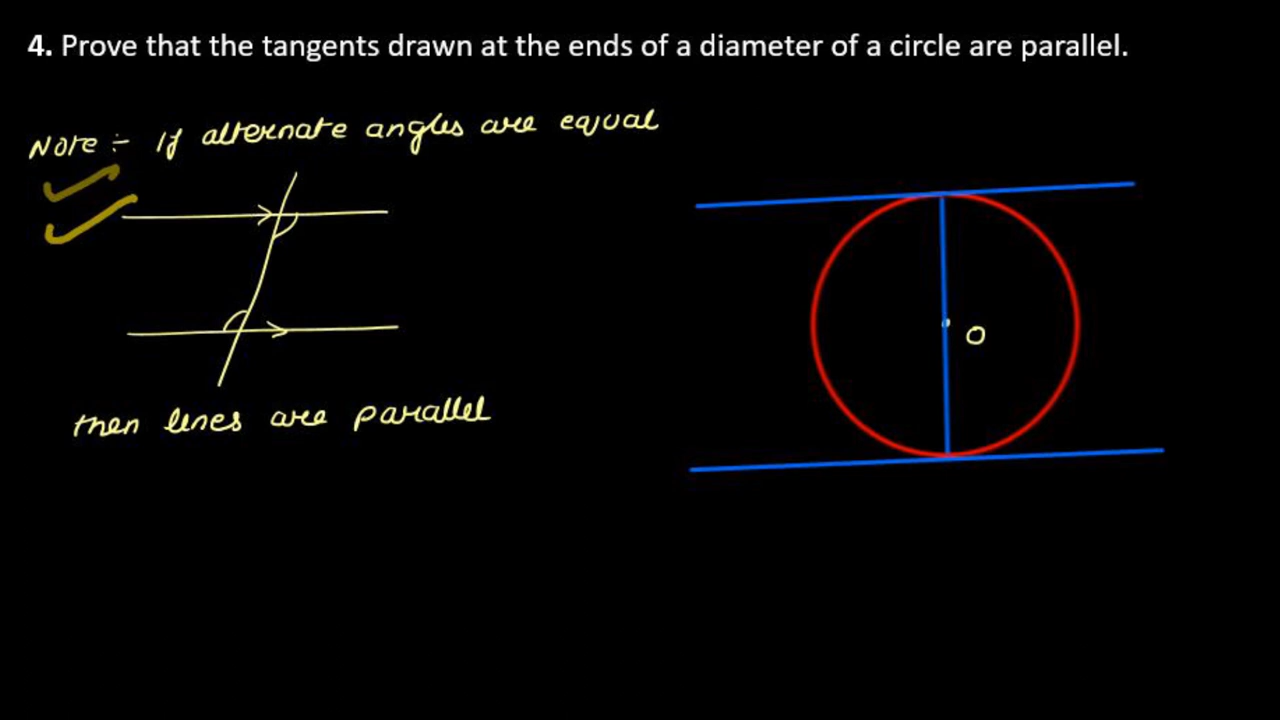 4. Prove that the tangents drawn at the ends of a diameter of a circle are parallel.
Note :- If alternate angles are equal
then lines are parallel
O